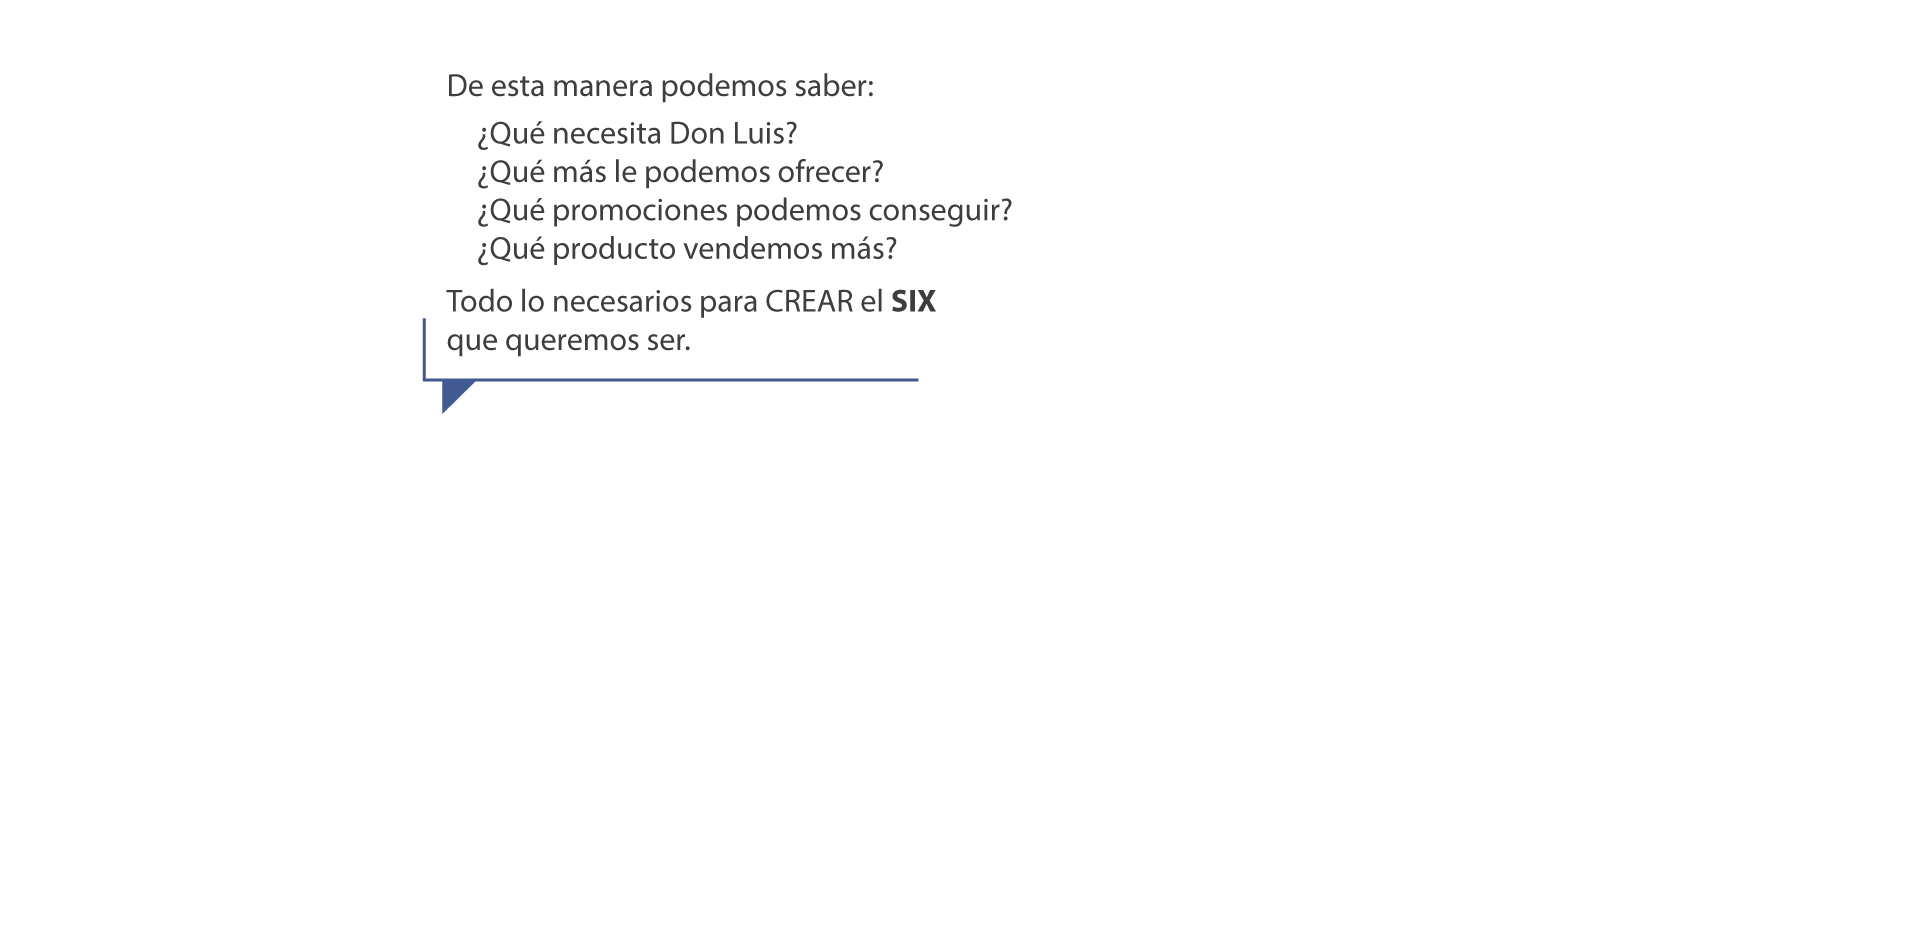 De esta manera podemos saber:
¿Qué necesita Don Luis?
¿Qué más le podemos ofrecer?
¿Qué promociones podemos conseguir?
¿Qué producto vendemos más?
Todo lo necesarios para CREAR el SIX
que queremos ser.